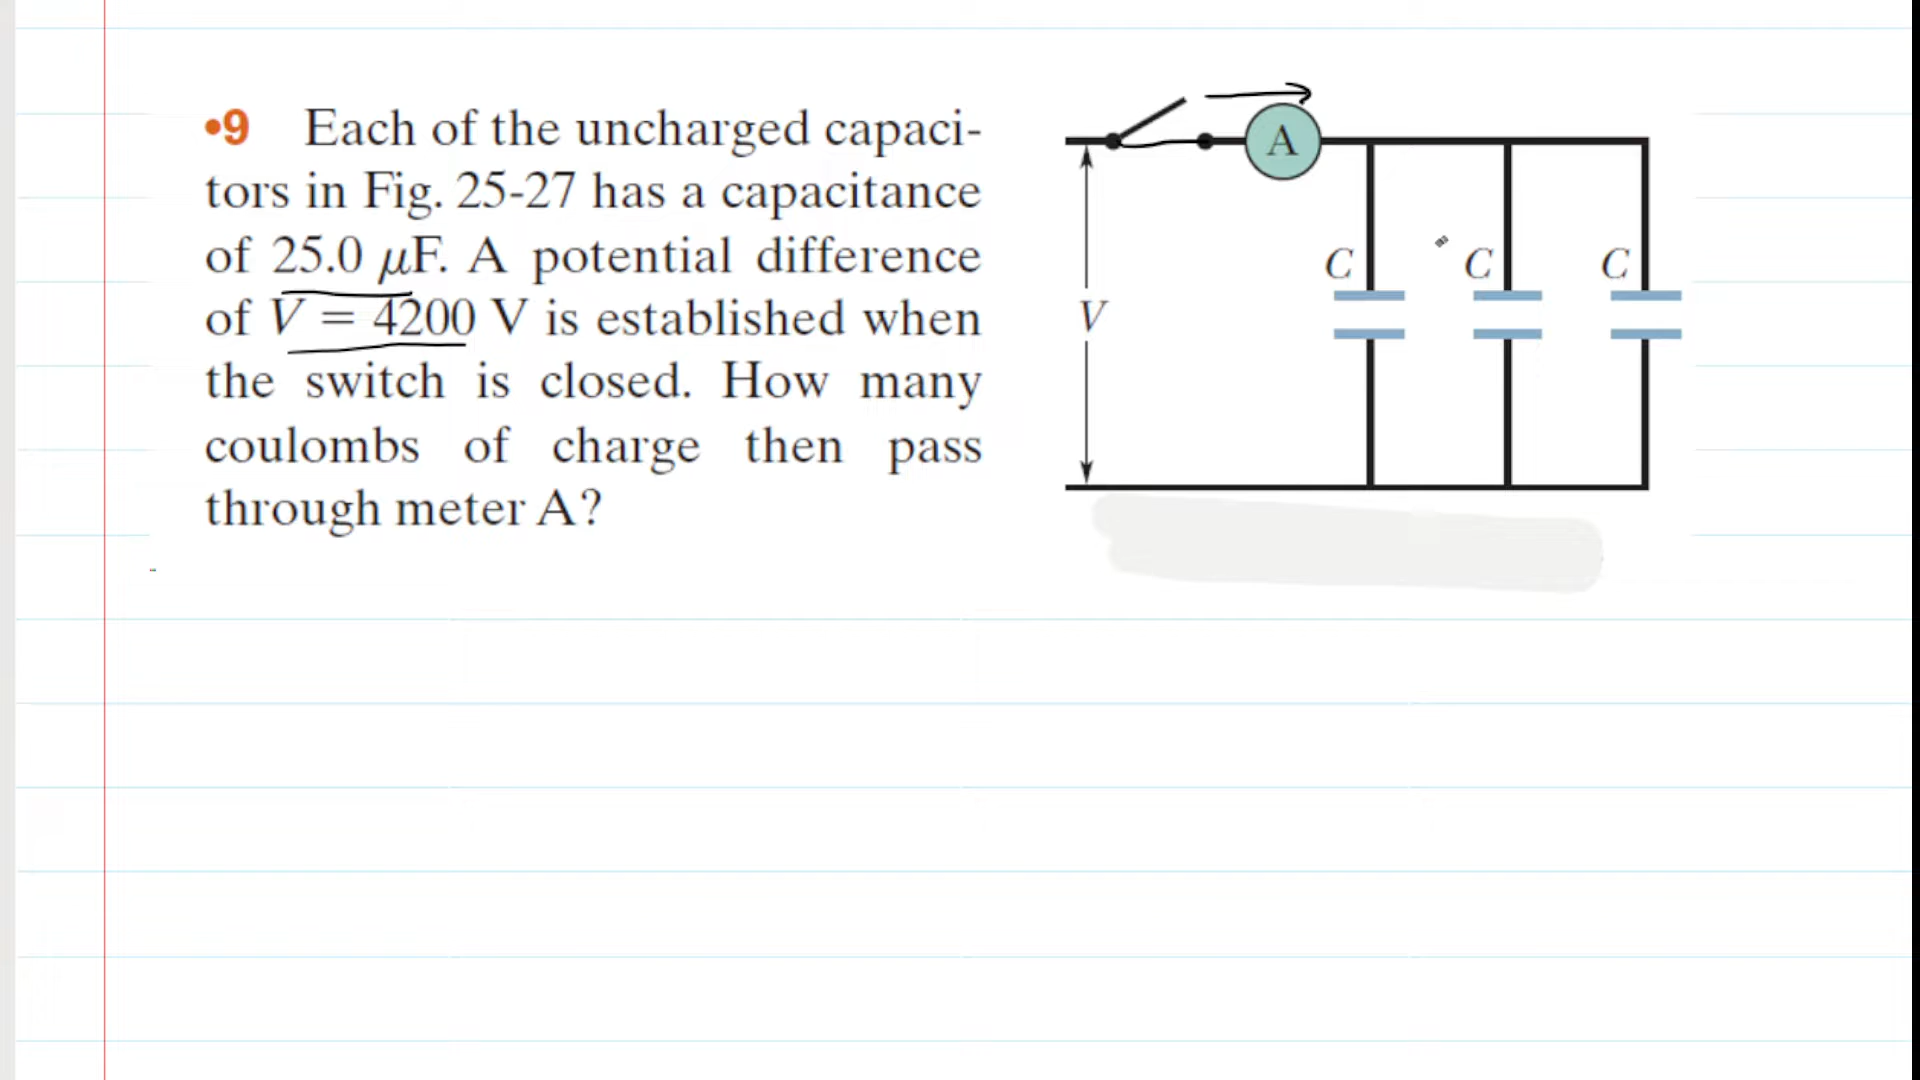 •9 Each of the uncharged capaci-
tors in Fig. 25-27 has a capacitance
of 25.0 μF. A potential difference
of V = 4200 V is established when
the switch is closed. How many
coulombs of charge then pass
through meter A?
A
C C C
V